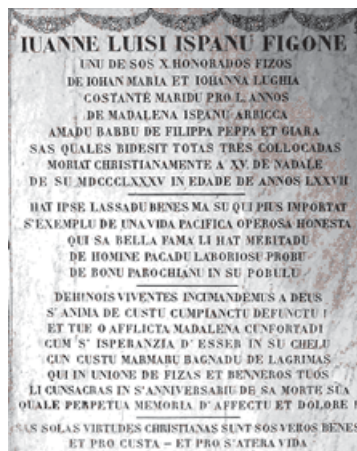 IUANNE LUISI ISPANU FIGONE
UNU DE SOS X HONORADOS FIZOS
DE IOHAN MARIA ET IOHANNA LUGHIA
COSTANTE MARIDU PRO L ANNOS
DE MADALENA ISPANU ARRICCA
AMADU BABBU DE FILIPPA PEPPA ET GIARA
SAS QUALES BIDESIT TOTAS TRES COLLOCADAS
MORIAT CHRISTIANAMENTE A XV DE NADALE
DE SU MDCCCLXXXV IN EDADE DE ANNOS LXXVII
HAT IPSE LASSADU BENES MA SU QUI PIUS IMPORTAT
S'EXEMPLU DE UNA VIDA PACIFICA OPEROSA HONESTA
QUI SA BELLA FAMA LI HAT MERITADU
DE HOMINE PACADU LABORIOSU PROBU
DE BONU PAROCHIANU IN SU POBULU
DEHINOIS VIVENTES INCUMANDEMUS A DEUS
S'ANIMA DE CUSTU CUMPIANCTU DEFUNCTU !
ET TUE O AFFLICTA MADALENA CUNFORTADI
CUM S'ISPERANZIA D'ESSER IN SU CHELU
CUN CUSTU MARMARU BAGNADU DE LAGRIMAS
QUI IN UNIONE DE FIZAS ET BENNEROS TUOS
LI CUNSACRAS IN S'ANNIVERSARIU DE SA MORTE SUA
QUALE PERPETUA MEMORIA D'AFFECTU ET DOLORE !
SAS SOLAS VIRTUDES CHRISTIANAS SUNT SOS VEROS BENES
ET PRO CUSTA — ET PRO S'ATERA VIDA